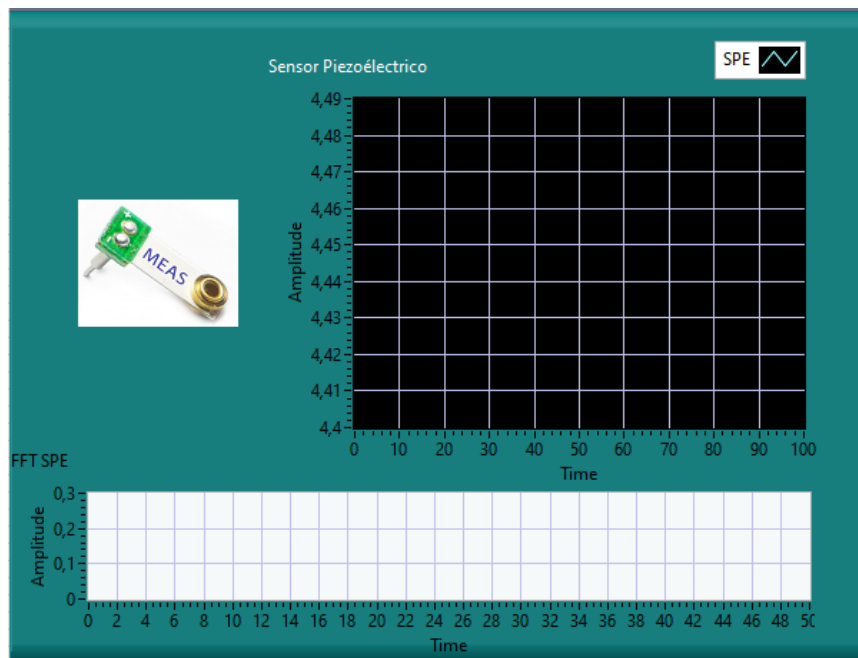 Sensor Piezoélectrico
SPE
4,49
4,48
4,47
4,46
4,45
4,44
4,43
4,42
4,41
4,4
Amplitude
0 10 20 30 40 50 60 70 80 90 100
Time
MEAS
FFT SPE
0,3
0,2
0,1
0
Amplitude
0 2 4 6 8 10 12 14 16 18 20 22 24 26 28 30 32 34 36 38 40 42 44 46 48 50
Time